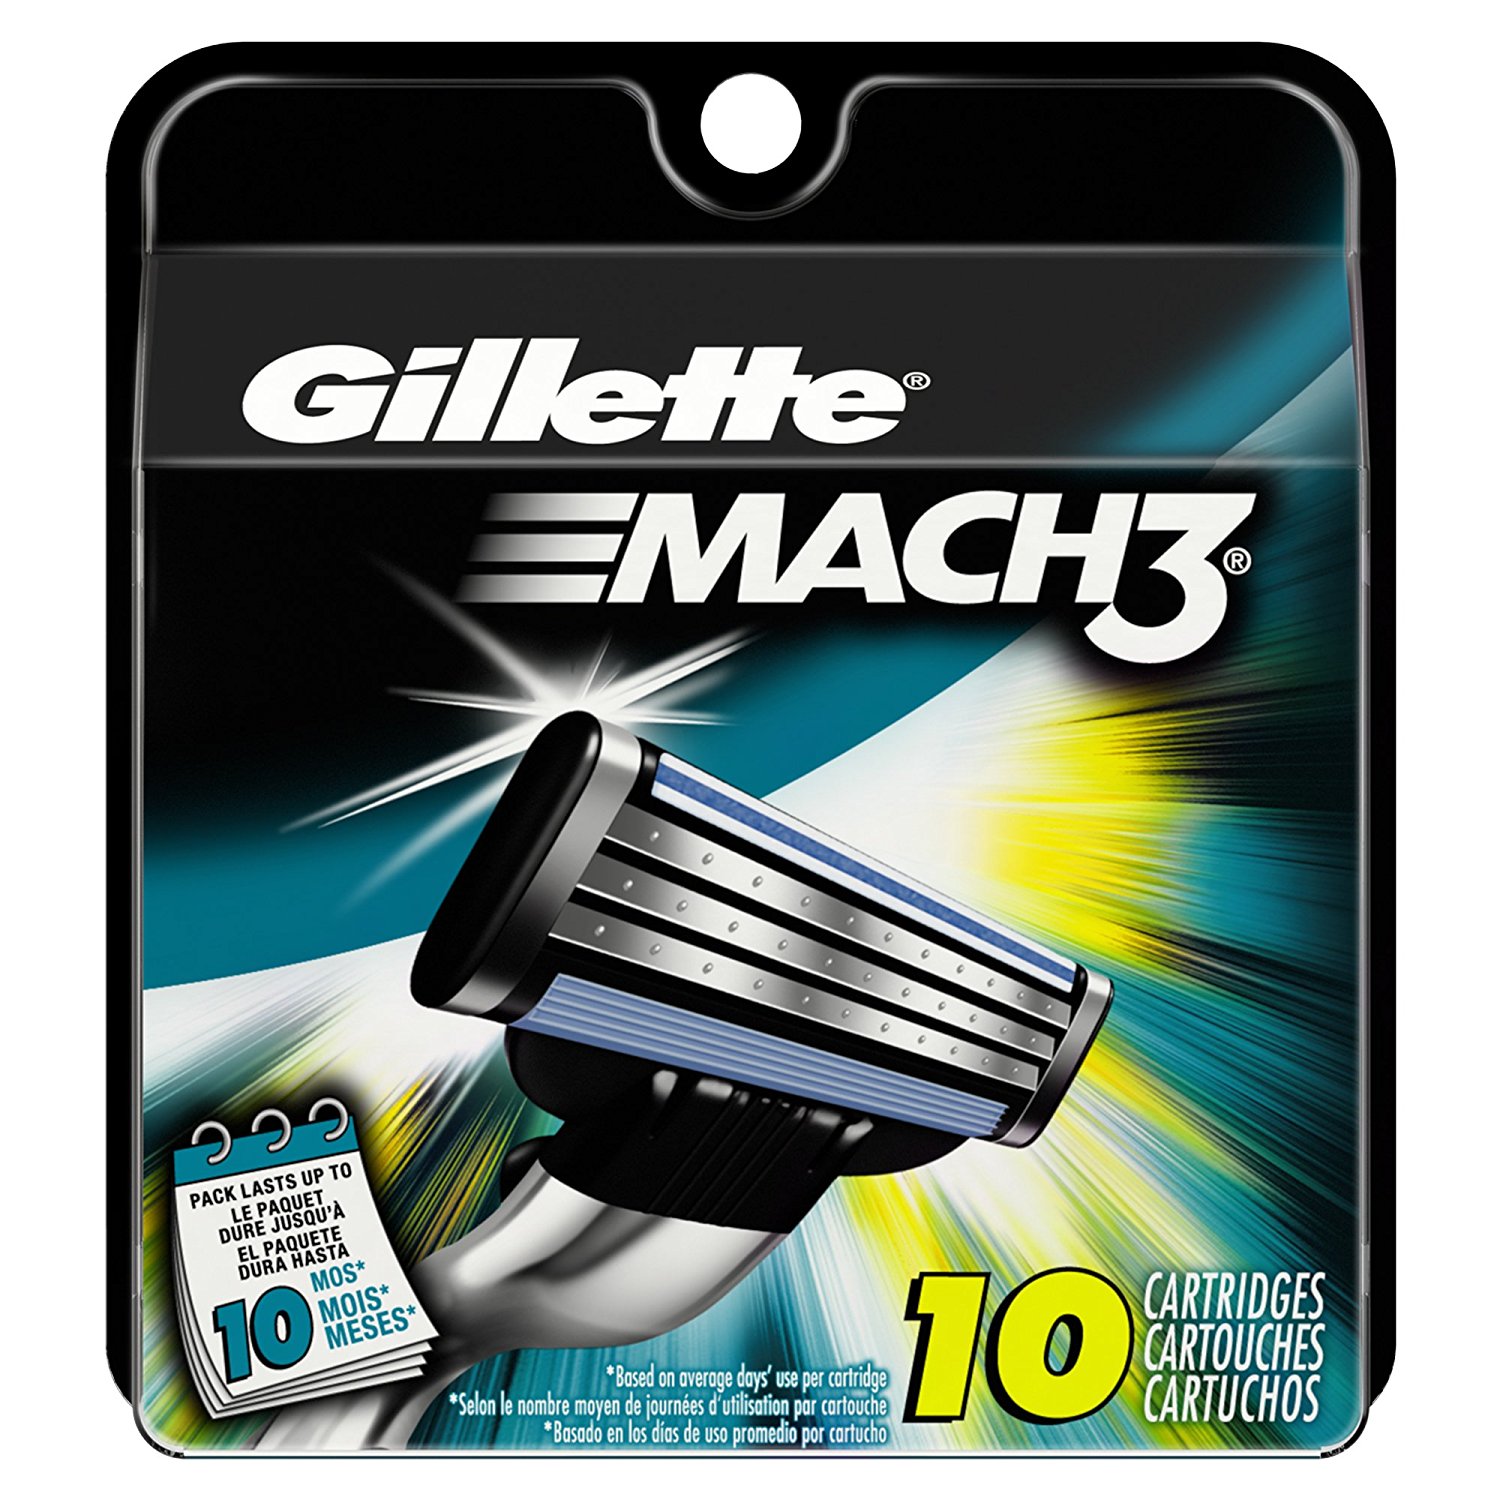 Gillette®
MACH3®
PACK LASTS UP TO
LE PAQUET
DURE JUSQU'À
EL PAQUETE
DURA HASTA
10 MOS*
MOIS*
MESES*
*Based on average days' use per cartridge
*Selon le nombre moyen de journées d'utilisation par cartouche
*Basado en los días de uso promedio por cartucho
10 CARTRIDGES
CARTOUCHES
CARTUCHOS